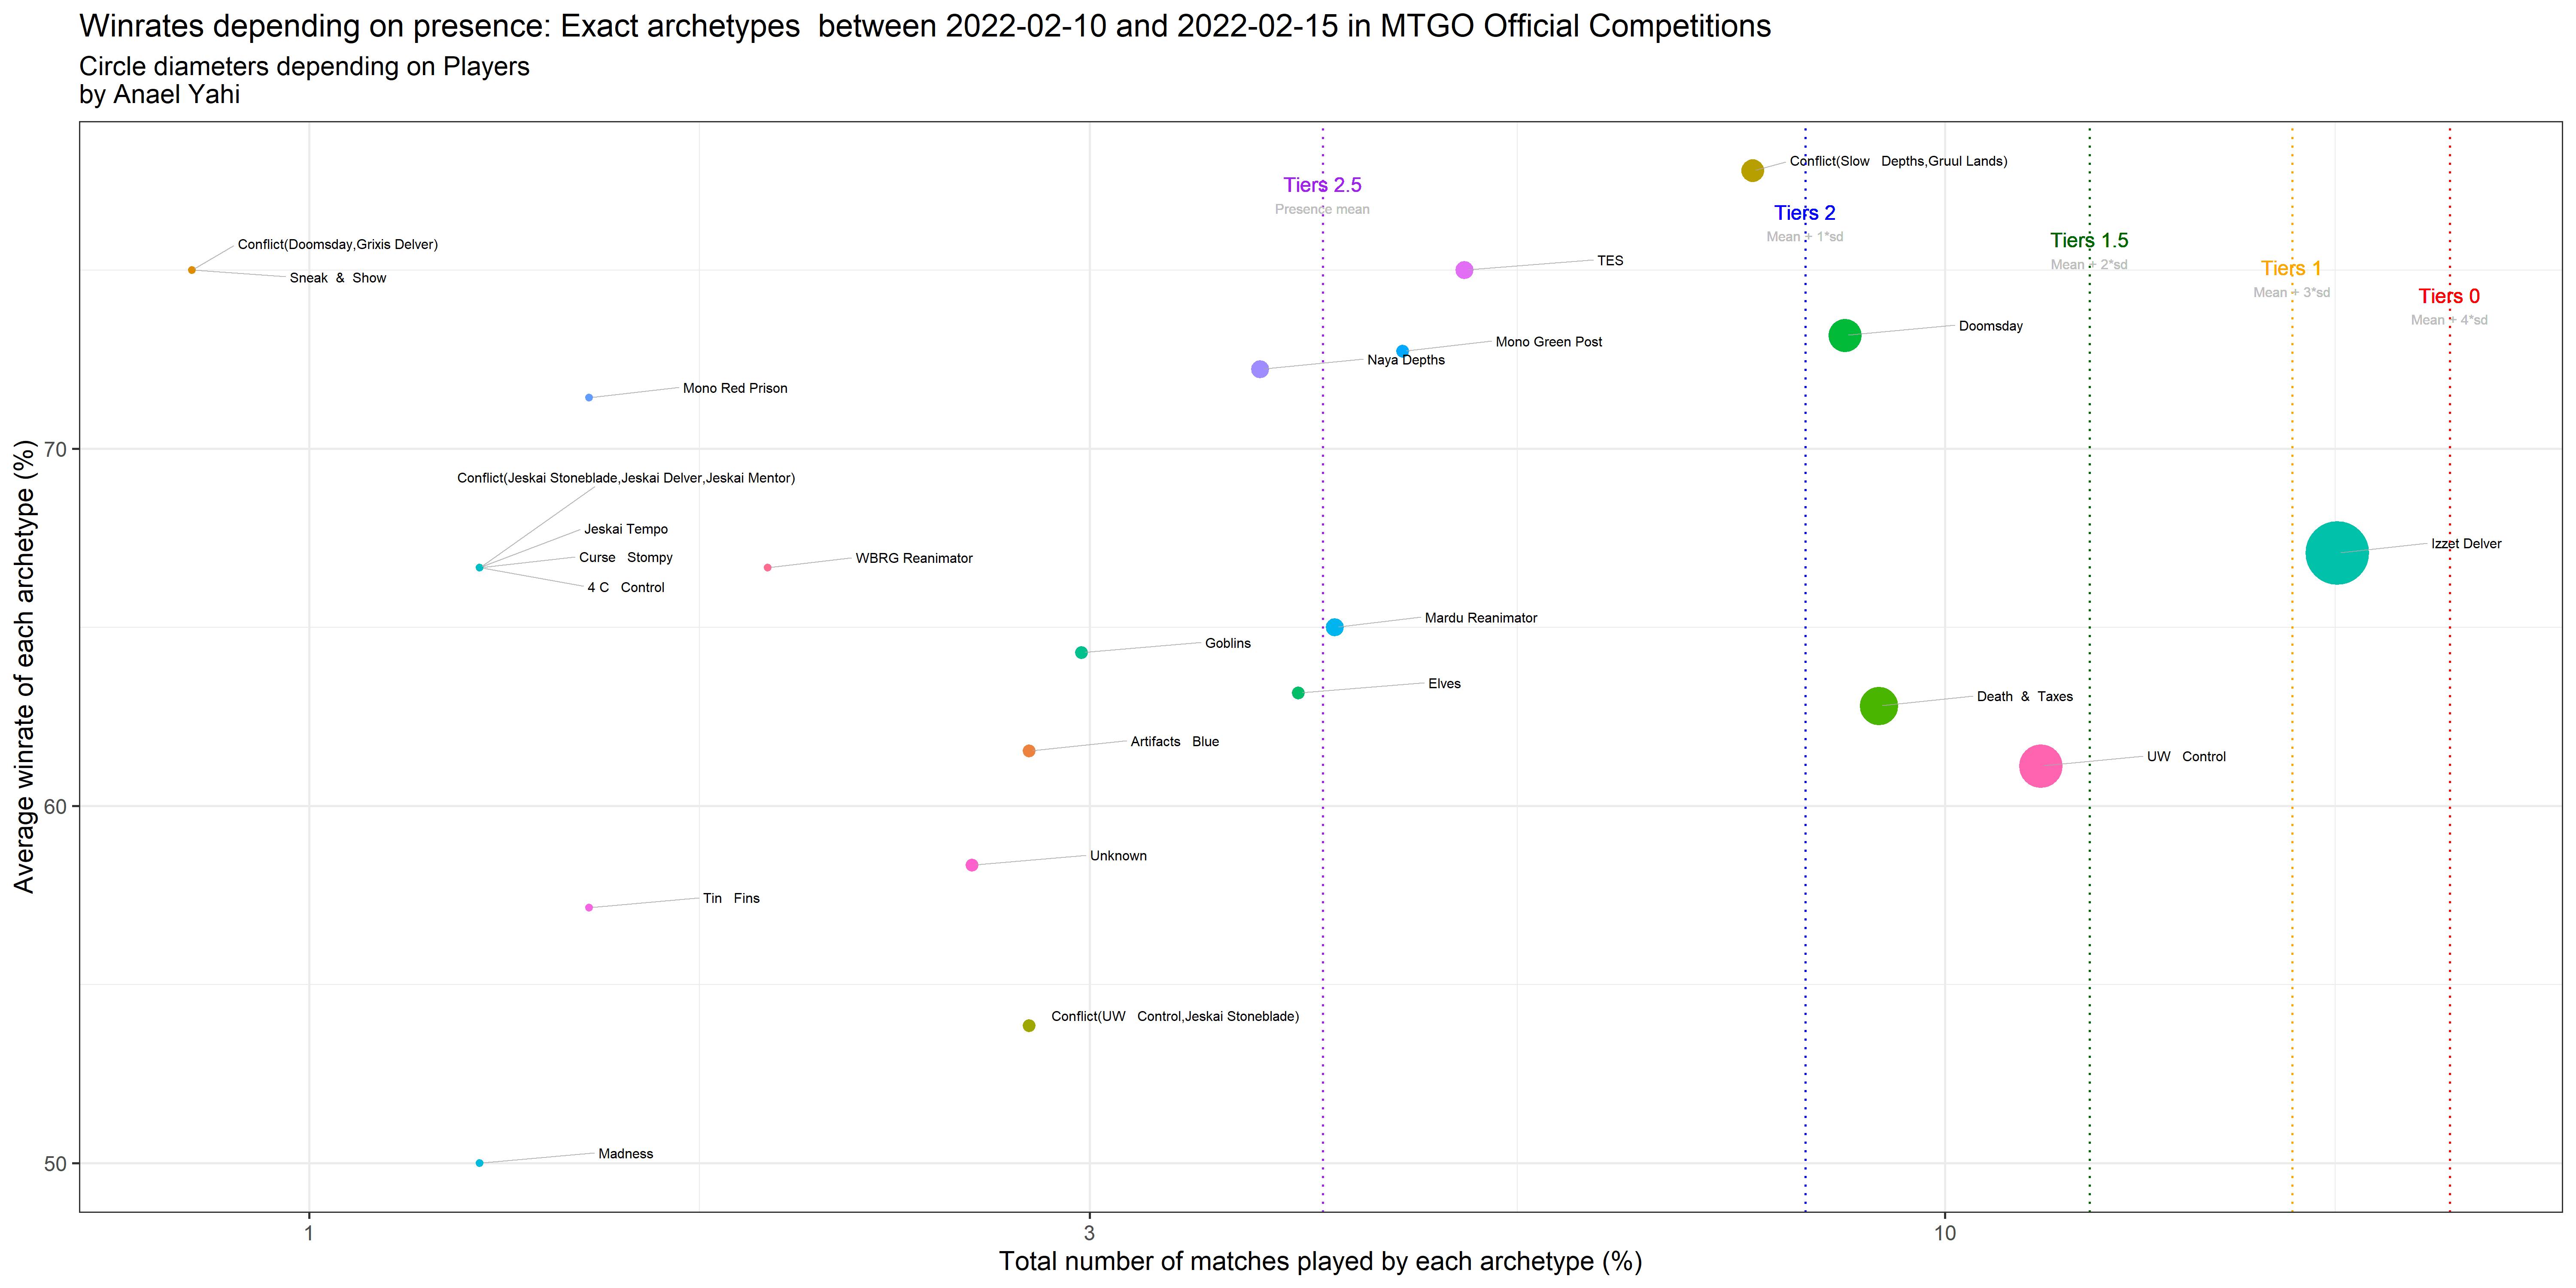 Winrates depending on presence: Exact archetypes  between 2022-02-10 and 2022-02-15 in MTGO Official Competitions
Circle diameters depending on Players
by Anael Yahi
Conflict(Slow   Depths,Gruul Lands)
Tiers 2.5
Presence mean
Tiers 2
Mean + 1*sd
Tiers 1.5
Mean + 2*sd
Tiers 1
Mean + 3*sd
Tiers 0
Mean + 4*sd
Conflict(Doomsday,Grixis Delver)
Sneak  &  Show
TES
Doomsday
Mono Green Post
Naya Depths
Mono Red Prison
70
Conflict(Jeskai Stoneblade,Jeskai Delver,Jeskai Mentor)
Jeskai Tempo
Curse   Stompy
4 C   Control
WBRG Reanimator
Izzet Delver
Mardu Reanimator
Goblins
Elves
Death  &  Taxes
Artifacts   Blue
UW   Control
60
Unknown
Tin   Fins
Conflict(UW   Control,Jeskai Stoneblade)
Madness
50
Average winrate of each archetype (%)
1
3
10
Total number of matches played by each archetype (%)